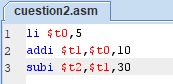 cuestion2.asm
1 li $t0,5
2 addi $t1,$t0,10
3 subi $t2,$t1,30